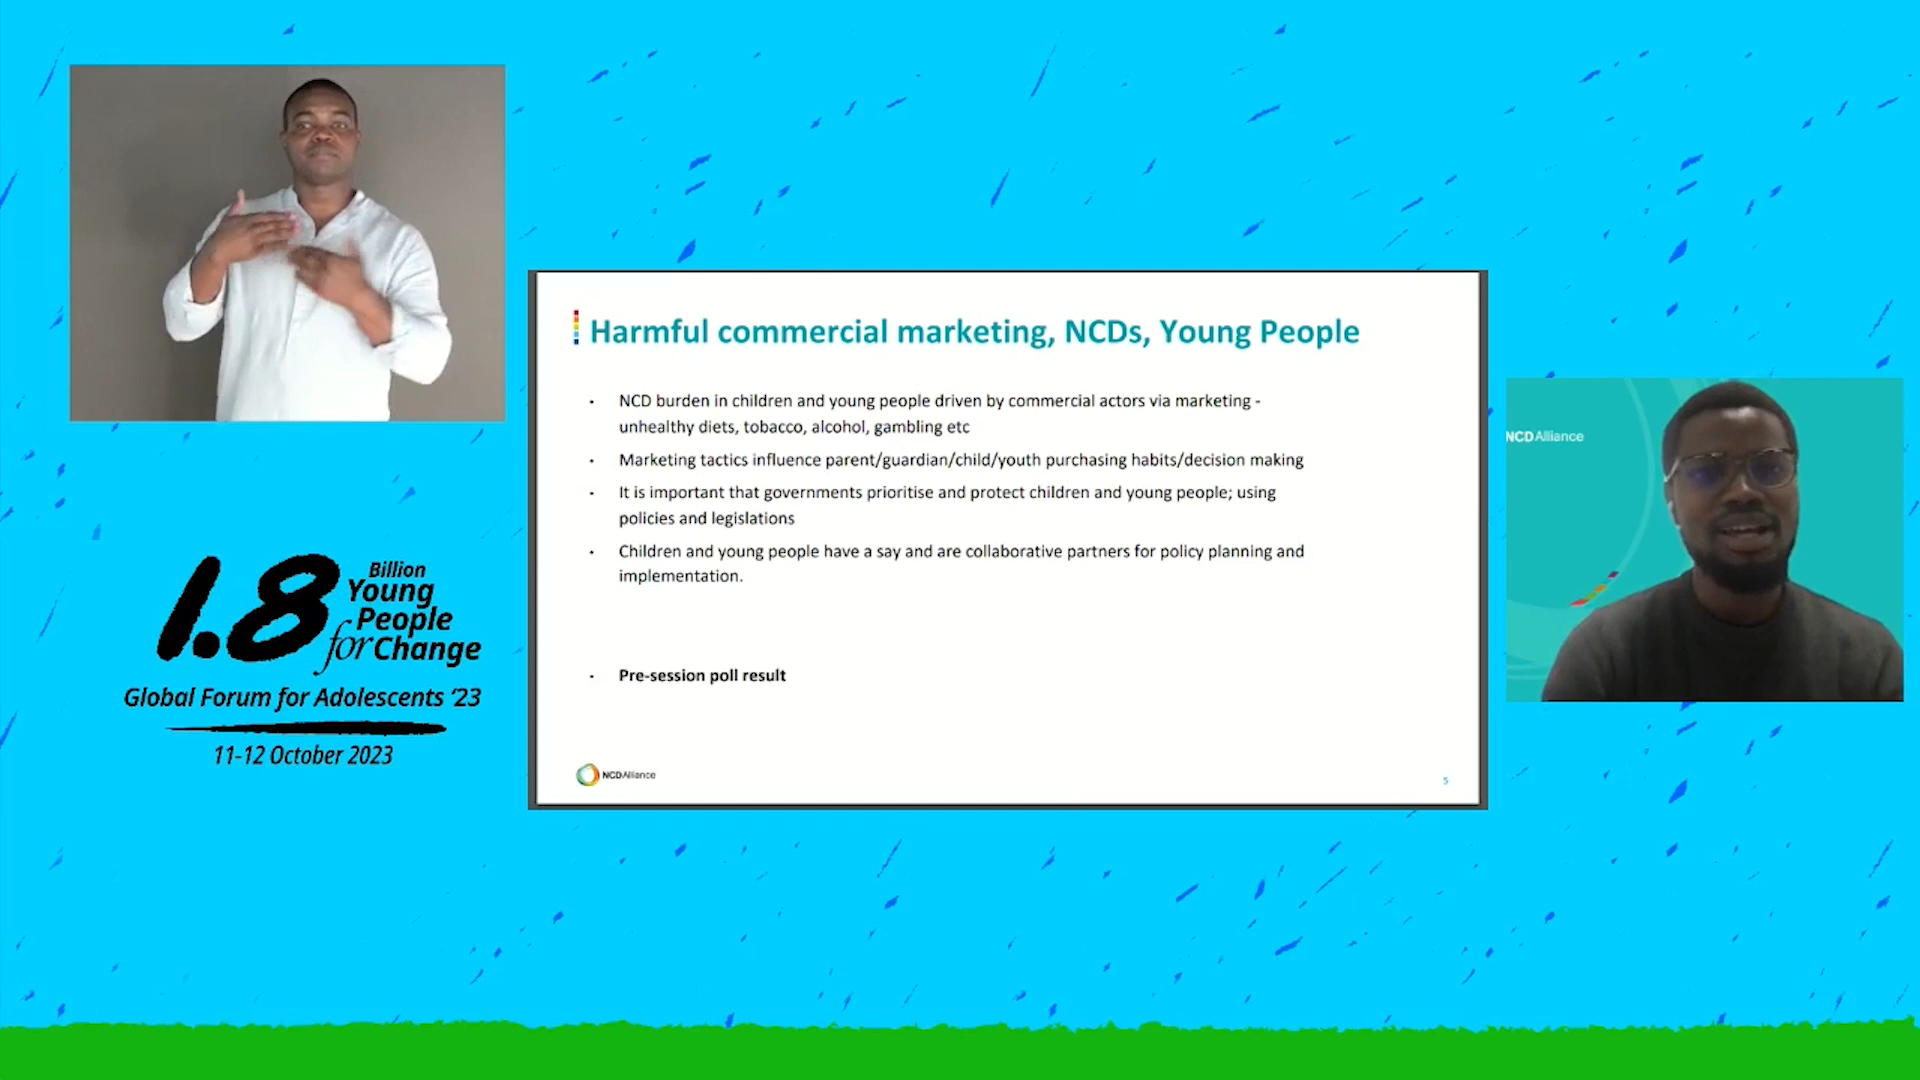 Harmful commercial marketing, NCDs, Young People
• NCD burden in children and young people driven by commercial actors via marketing -
unhealthy diets, tobacco, alcohol, gambling etc
• Marketing tactics influence parent/guardian/child/youth purchasing habits/decision making
• It is important that governments prioritise and protect children and young people; using
policies and legislations
• Children and young people have a say and are collaborative partners for policy planning and
implementation.
• Pre-session poll result
NCDAlliance
5
NCDAlliance
1.8 Billion
Young
People
for Change
Global Forum for Adolescents ‘23
11-12 October 2023